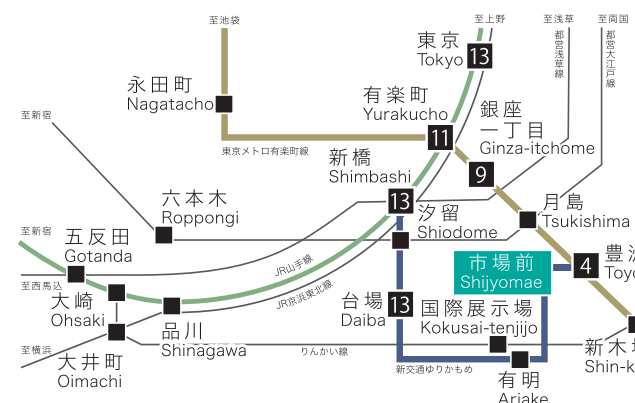 至池袋
至上野
至浅草
至両国
都営浅草線
都営大江戸線
東京
Tokyo
13
永田町
Nagatacho
有楽町
Yurakucho
11
銀座
一丁目
Ginza-itchome
9
至新宿
東京メトロ有楽町線
新橋
Shimbashi
13
六本木
Roppongi
汐留
Shiodome
月島
Tsukishima
至新宿
五反田
Gotanda
JR山手線
市場前
Shijyomae
4
豊
Toyo
至西馬込
大崎
Ohsaki
JR京浜東北線
台場
Daiba
13
国際展示場
Kokusai-tenjijo
品川
Shinagawa
至横浜
大井町
Oimachi
りんかい線
新交通ゆりかもめ
有明
Ariake
新木
Shin-k